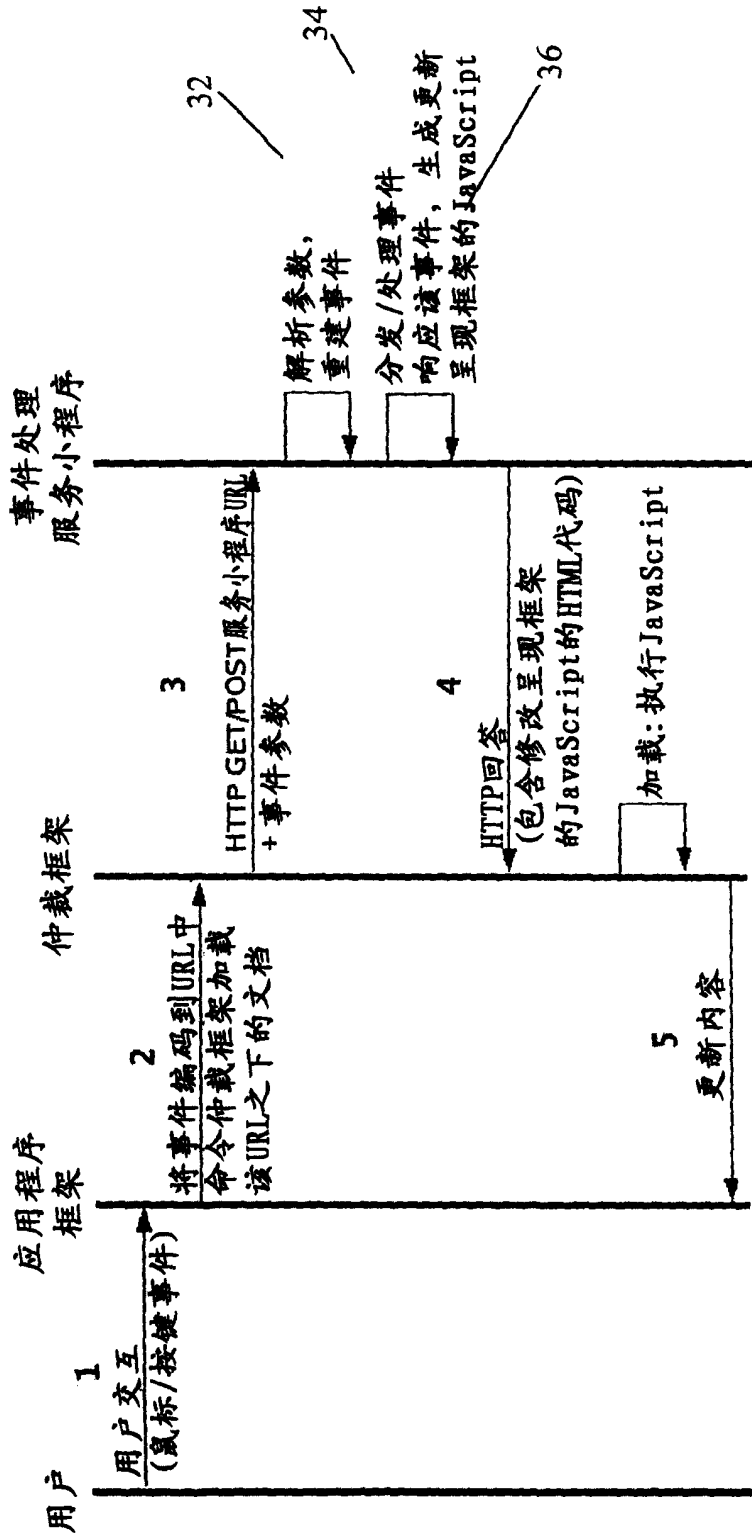 用户
应用程序
框架
仲裁框架
事件处理
服务小程序
1
用户交互
(鼠标/按键事件)
2
将事件编码到URL中
命令仲裁框架加载
该URL之下的文档
3
HTTP GET/POST服务小程序URL
+事件参数
解析参数,
重建事件
32
分发/处理事件
响应该事件, 生成更新
呈现框架的JavaScript
34
36
4
HTTP回答
(包含修改呈现框架
的JavaScript的HTML代码)
加载:执行JavaScript
5
更新内容